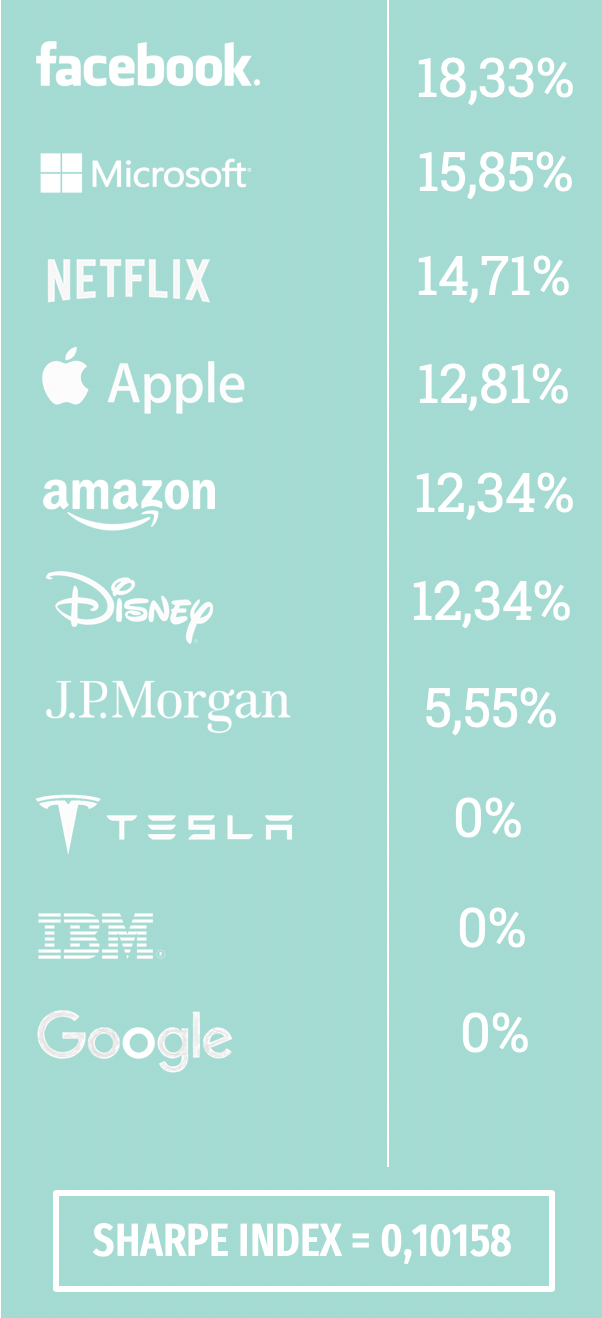 facebook.
18,33%
Microsoft
15,85%
NETFLIX
14,71%
Apple
12,81%
amazon
12,34%
Disney
12,34%
J.P.Morgan
5,55%
TESLA
0%
IBM®
0%
Google
0%
SHARPE INDEX = 0,10158